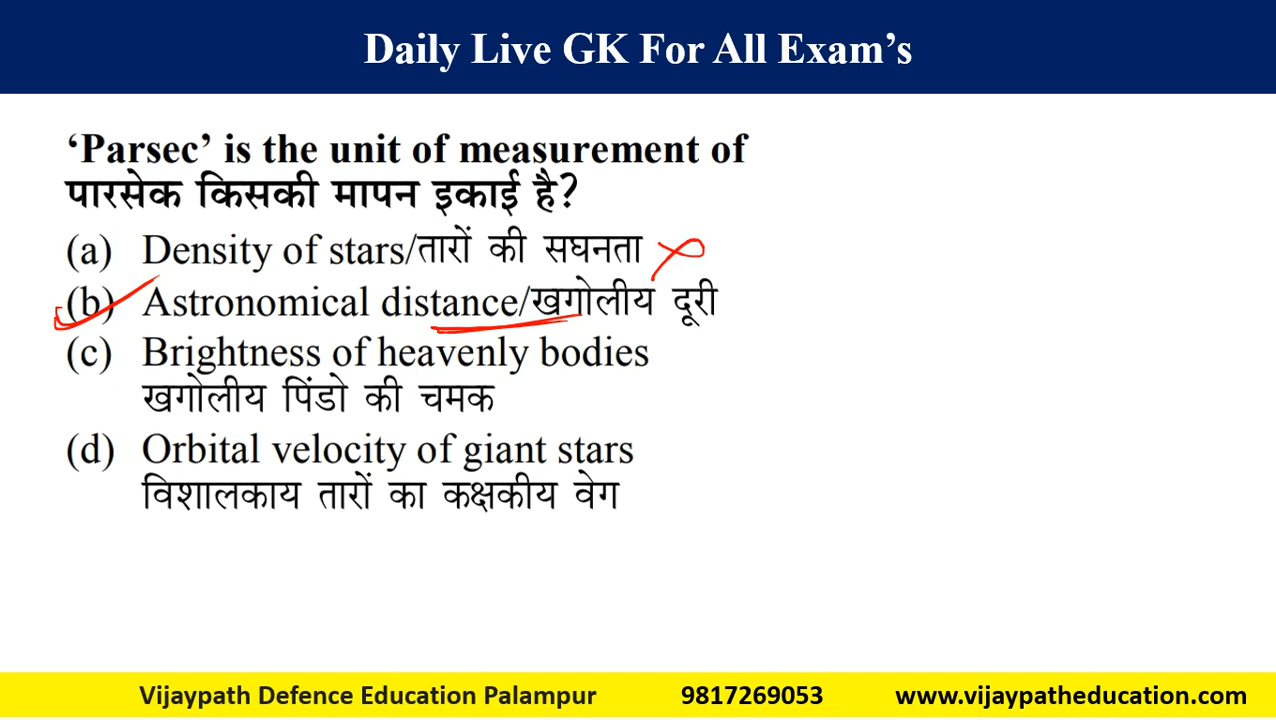 Daily Live GK For All Exam’s
‘Parsec’ is the unit of measurement of
पारसेक किसकी मापन इकाई है?
(a) Density of stars/तारों की सघनता
(b) Astronomical distance/खगोलीय दूरी
(c) Brightness of heavenly bodies
खगोलीय पिंडो की चमक
(d) Orbital velocity of giant stars
विशालकाय तारों का कक्षकीय वेग
Vijaypath Defence Education Palampur 9817269053 www.vijaypatheducation.com